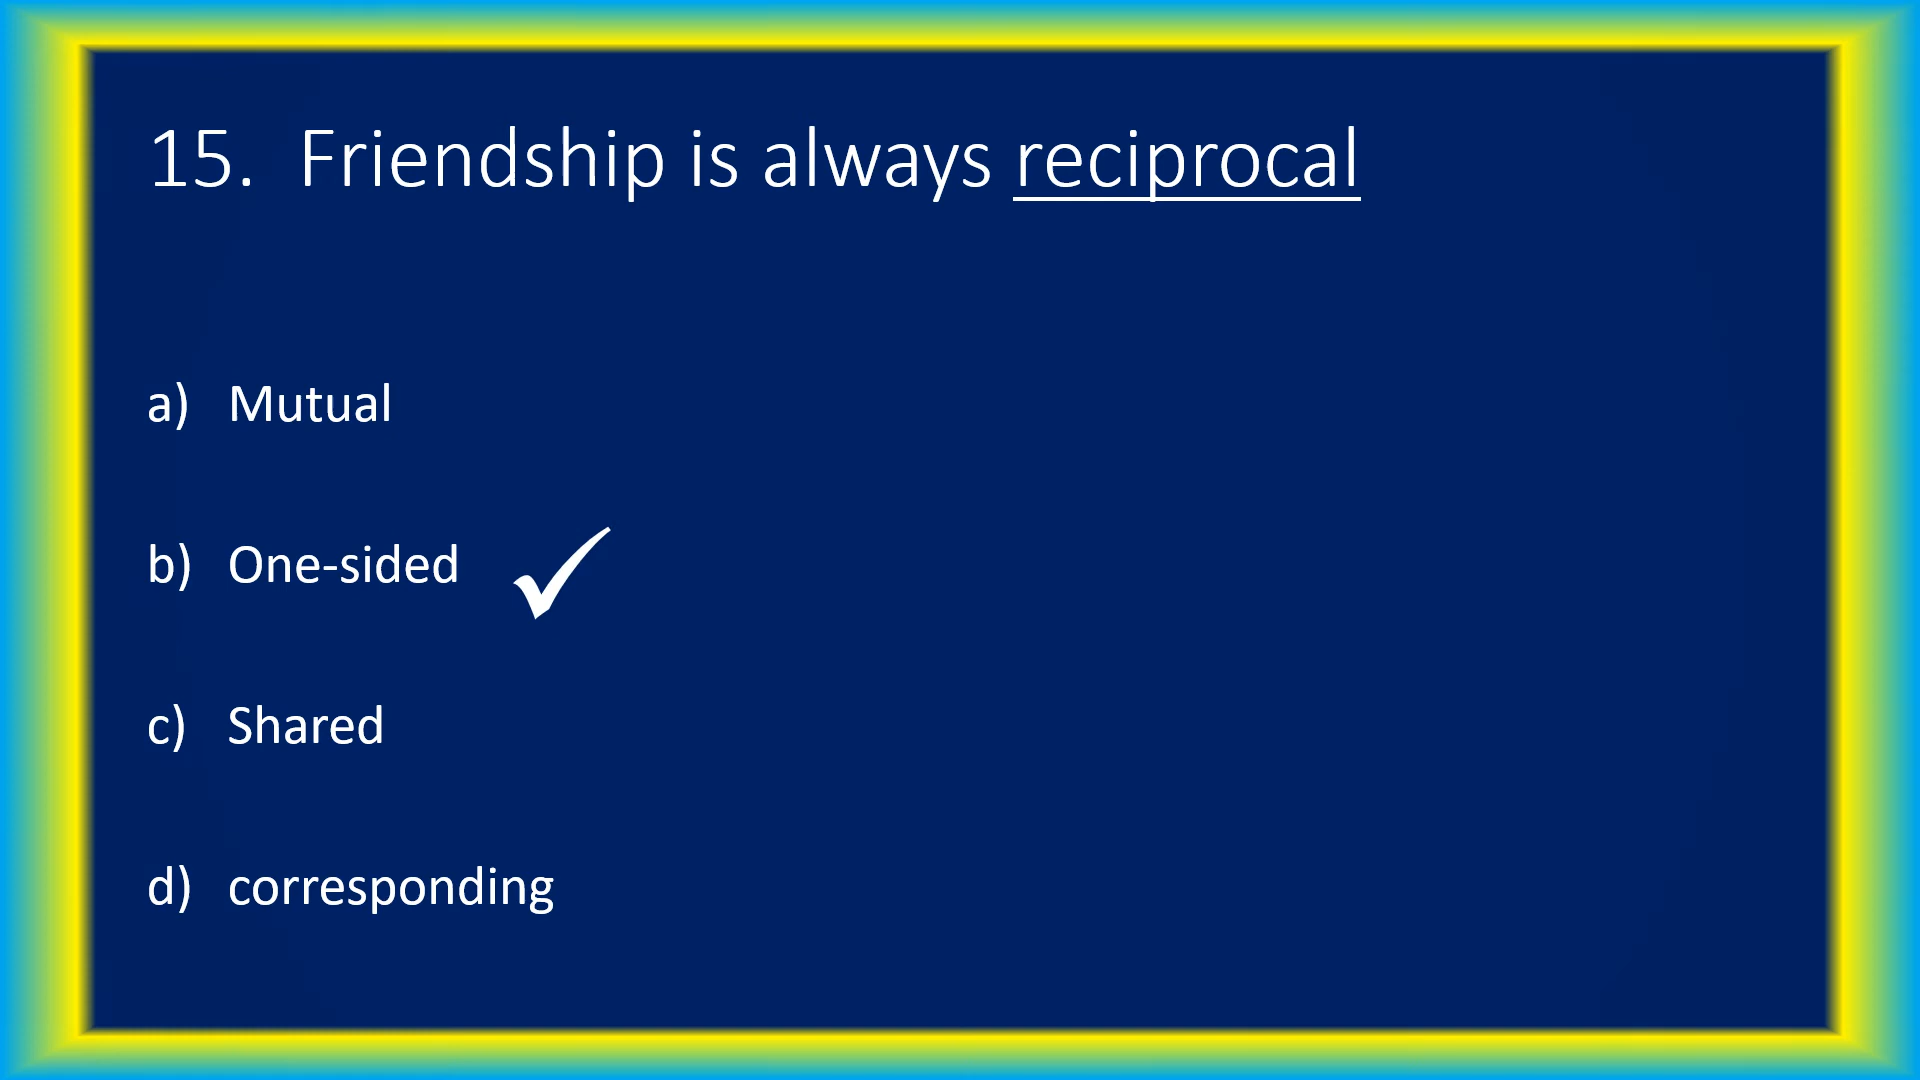 15. Friendship is always reciprocal
a) Mutual
b) One-sided ✓
c) Shared
d) corresponding